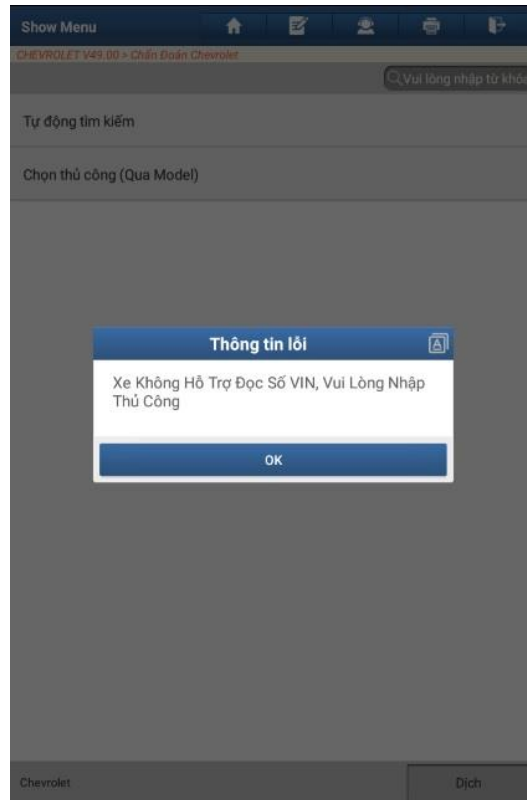 Show Menu
CHEVROLET V49.00 > Chẩn Đoán Chevrolet
Vui lòng nhập từ khóa
Tự động tìm kiếm
Chọn thủ công (Qua Model)
Thông tin lỗi
A
Xe Không Hỗ Trợ Đọc Số VIN, Vui Lòng Nhập
Thủ Công
OK
Chevrolet
Dịch